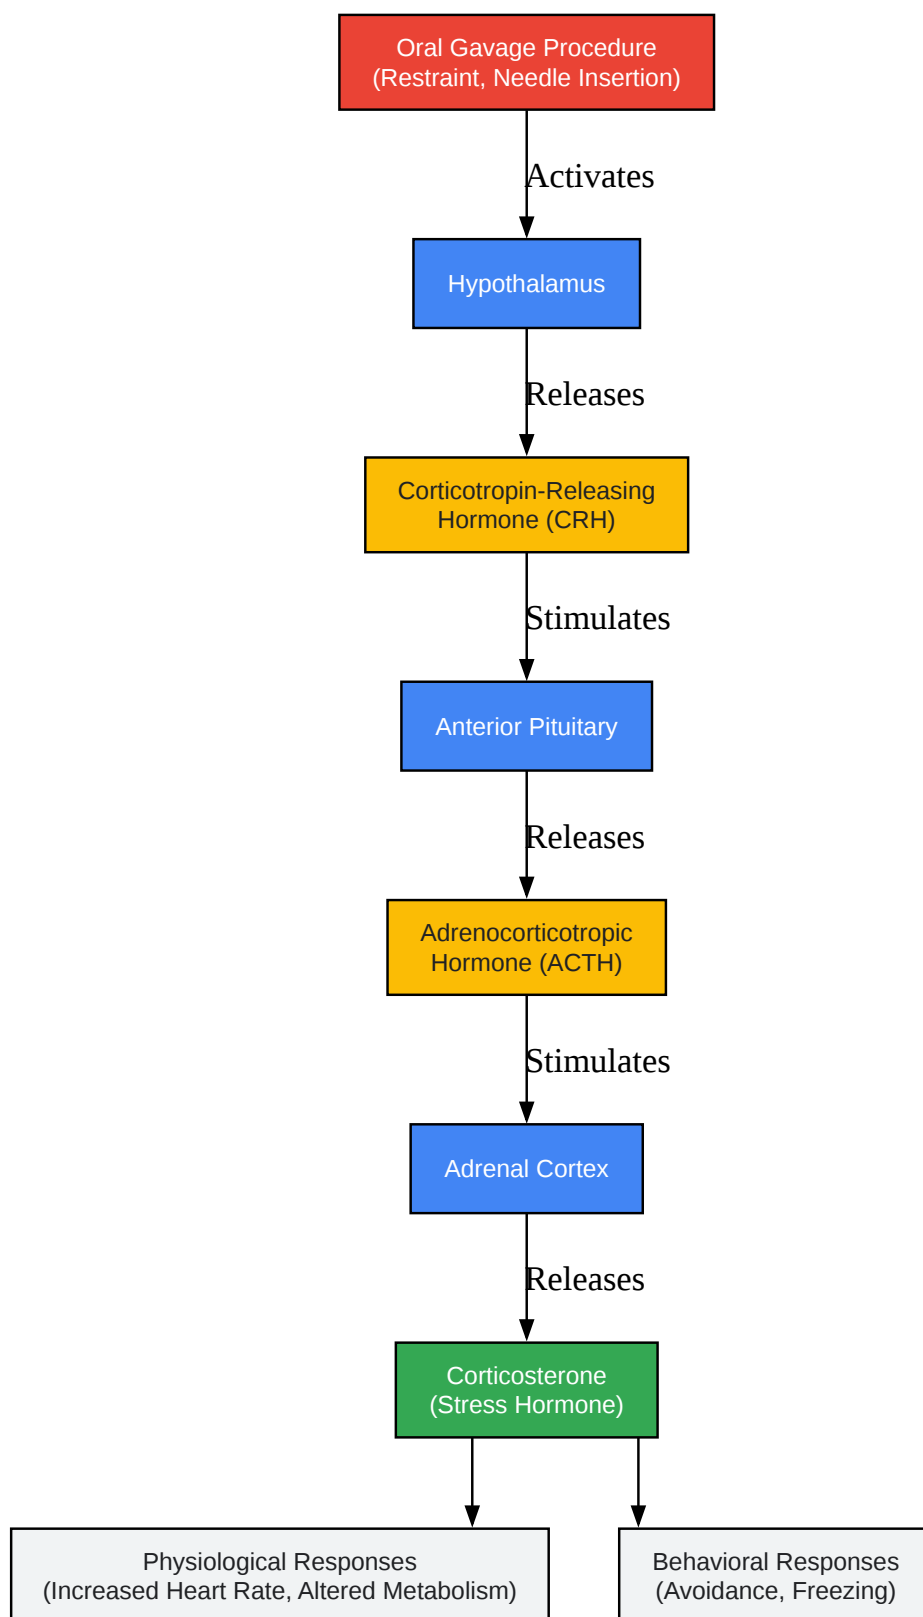 Oral Gavage Procedure
(Restraint, Needle Insertion)
Activates
Hypothalamus
Releases
Corticotropin-Releasing
Hormone (CRH)
Stimulates
Anterior Pituitary
Releases
Adrenocorticotropic
Hormone (ACTH)
Stimulates
Adrenal Cortex
Releases
Corticosterone
(Stress Hormone)
Physiological Responses
(Increased Heart Rate, Altered Metabolism)
Behavioral Responses
(Avoidance, Freezing)